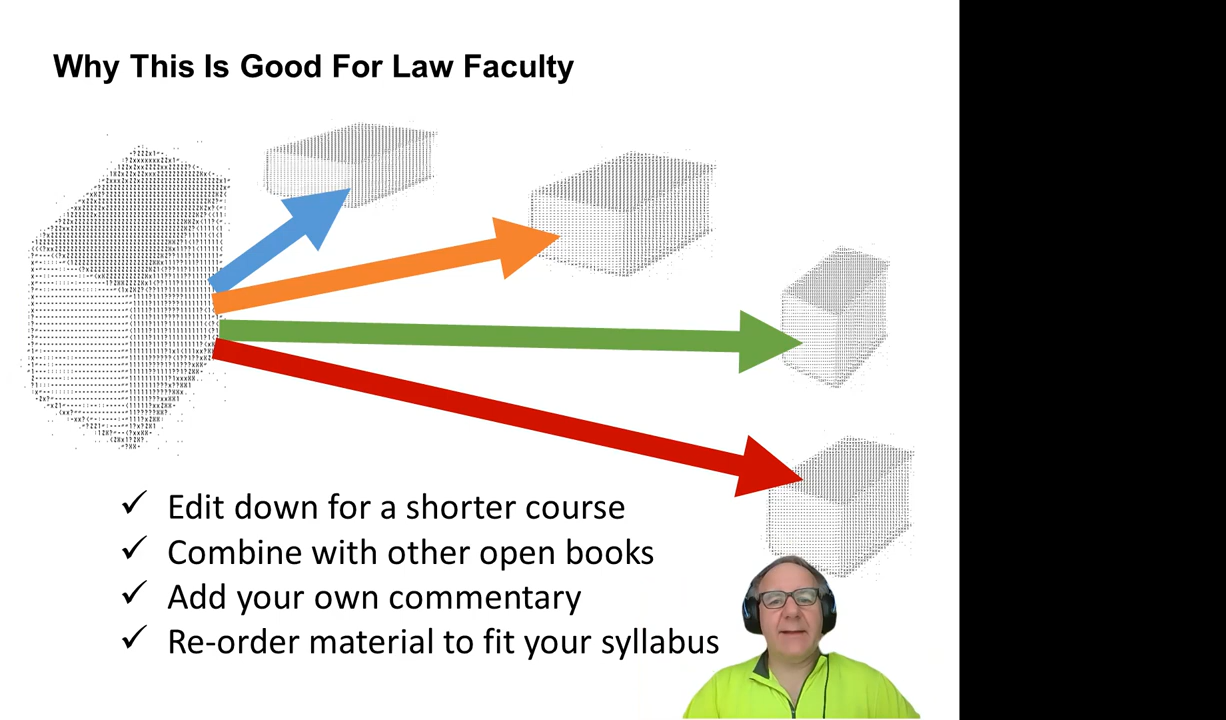 Why This Is Good For Law Faculty
✓ Edit down for a shorter course
✓ Combine with other open books
✓ Add your own commentary
✓ Re-order material to fit your syllabus